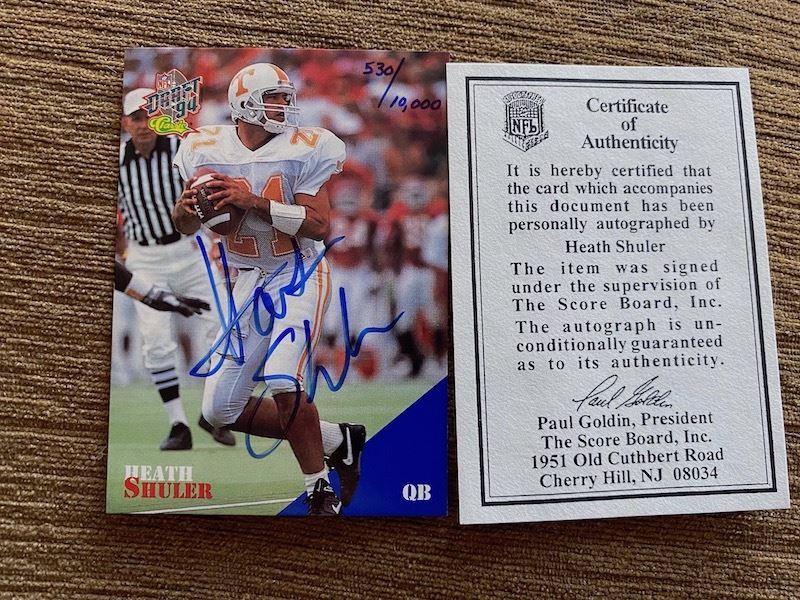 NFL
DRAFT
94
Classic
530/
10,000
T
21
21
Heath
Shuler
HEATH
SHULER
QB
NFL
Certificate
of
Authenticity
It is hereby certified that
the card which accompanies
this document has been
personally autographed by
Heath Shuler
The item was signed
under the supervision of
The Score Board, Inc.
The autograph is un-
conditionally guaranteed
as to its authenticity.
Paul Goldin
Paul Goldin, President
The Score Board, Inc.
1951 Old Cuthbert Road
Cherry Hill, NJ 08034